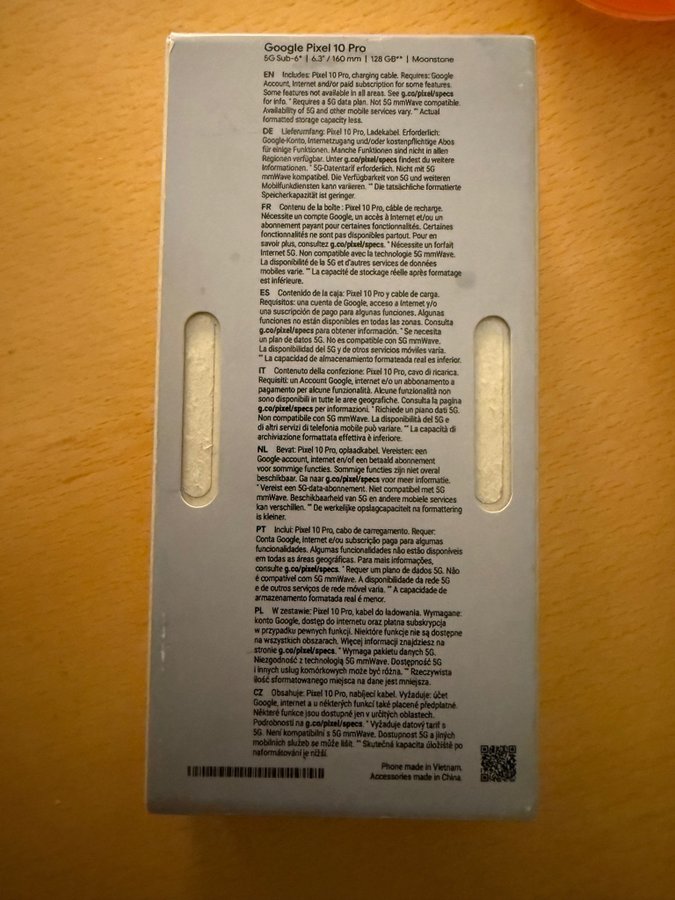 Google Pixel 10 Pro
5G Sub-6* | 6.3" / 160 mm | 128 GB** | Moonstone
EN Includes: Pixel 10 Pro, charging cable. Requires: Google
Account, Internet and/or paid subscription for some features.
Some features not available in all areas. See g.co/pixel/specs
for info. *Requires a 5G data plan. Not 5G mmWave compatible.
Availability of 5G and other mobile services vary. **Actual
formatted storage capacity less.
DE Lieferumfang: Pixel 10 Pro, Ladekabel. Erforderlich:
Google-Konto, Internetzugang und/oder kostenpflichtige Abos
für einige Funktionen. Manche Funktionen sind nicht in allen
Regionen verfügbar. Unter g.co/pixel/specs findest du weitere
Informationen. *5G-Datentarif erforderlich. Nicht mit 5G
mmWave kompatibel. Die Verfügbarkeit von 5G und weiteren
Mobilfunkdiensten kann variieren. **Die tatsächliche formatierte
Speicherkapazität ist geringer.
FR Contenu de la boîte : Pixel 10 Pro, câble de recharge.
Nécessite un compte Google, un accès à Internet et/ou un
abonnement payant pour certaines fonctionnalités. Certaines
fonctionnalités ne sont pas disponibles partout. Pour en
savoir plus, consultez g.co/pixel/specs. *Nécessite un forfait
Internet 5G. Non compatible avec la technologie 5G mmWave.
La disponibilité de la 5G et d'autres services de données
mobiles varie. **La capacité de stockage réelle après formatage
est inférieure.
ES Contenido de la caja: Pixel 10 Pro y cable de carga.
Requisitos: una cuenta de Google, acceso a Internet y/o
una suscripción de pago para algunas funciones. Algunas
funciones no están disponibles en todas las zonas. Consulta
g.co/pixel/specs para obtener información. *Se necesita
un plan de datos 5G. No es compatible con 5G mmWave.
La disponibilidad del 5G y de otros servicios móviles varía.
**La capacidad de almacenamiento formateada real es inferior.
IT Contenuto della confezione: Pixel 10 Pro, cavo di ricarica.
Requisiti: un Account Google, internet e/o un abbonamento a
pagamento per alcune funzionalità. Alcune funzionalità non
sono disponibili in tutte le aree geografiche. Consulta la pagina
g.co/pixel/specs per informazioni. *Richiede un piano dati 5G.
Non compatibile con 5G mmWave. La disponibilità del 5G e
di altri servizi di telefonia mobile può variare. **La capacità di
archiviazione formattata effettiva è inferiore.
NL Bevat: Pixel 10 Pro, oplaadkabel. Vereisten: een
Google-account, internet en/of een betaald abonnement
voor sommige functies. Sommige functies zijn niet overal
beschikbaar. Ga naar g.co/pixel/specs voor meer informatie.
*Vereist een 5G-data-abonnement. Niet compatibel met 5G
mmWave. Beschikbaarheid van 5G en andere mobiele services
kan verschillen. **De werkelijke opslagcapaciteit na formattering
is kleiner.
PT Inclui: Pixel 10 Pro, cabo de carregamento. Requer:
Conta Google, Internet e/ou subscrição paga para algumas
funcionalidades. Algumas funcionalidades não estão disponíveis
em todas as áreas geográficas. Para mais informações,
consulte g.co/pixel/specs. *Requer um plano de dados 5G. Não
é compatível com 5G mmWave. A disponibilidade da rede 5G
e de outros serviços de rede móvel varia. **A capacidade de
armazenamento formatada real é menor.
PL W zestawie: Pixel 10 Pro, kabel do ładowania. Wymagane:
konto Google, dostęp do internetu oraz płatna subskrypcja
w przypadku pewnych funkcji. Niektóre funkcje nie są dostępne
na wszystkich obszarach. Więcej informacji znajdziesz na
stronie g.co/pixel/specs. *Wymaga pakietu danych 5G.
Niezgodność z technologią 5G mmWave. Dostępność 5G
i innych usług komórkowych może być różna. **Rzeczywista
ilość sformatowanego miejsca na dane jest mniejsza.
CZ Obsahuje: Pixel 10 Pro, nabíjecí kabel. Vyžaduje: účet
Google, internet a u některých funkcí také placené předplatné.
Některé funkce jsou dostupné jen v určitých oblastech.
Podrobnosti na g.co/pixel/specs. *Vyžaduje datový tarif s
5G. Není kompatibilní s 5G mmWave. Dostupnost 5G a jiných
mobilních služeb se může lišit. **Skutečná kapacita úložiště po
naformátování je nižší.
Phone made in Vietnam.
Accessories made in China.